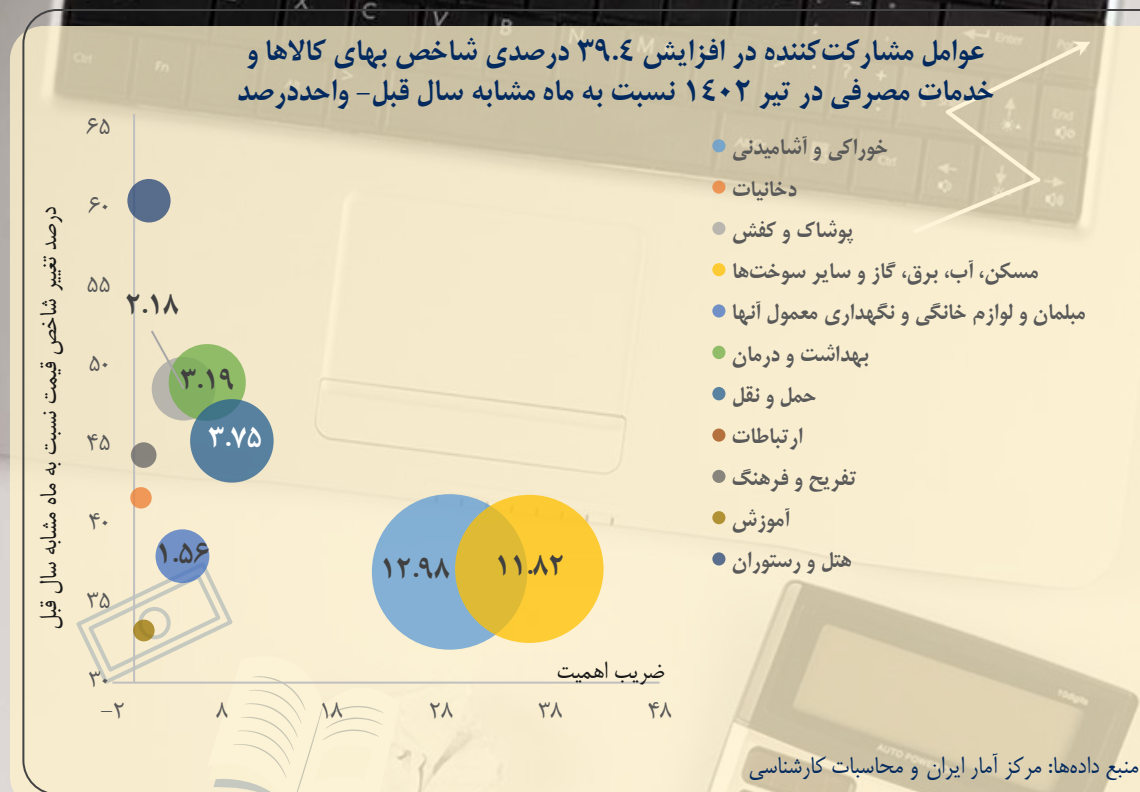 عوامل مشارکت‌کننده در افزایش ۳۹.٤ درصدی شاخص بهای کالاها و
خدمات مصرفی در تیر ۱٤۰۲ نسبت به ماه مشابه سال قبل- واحددرصد
خوراکی و آشامیدنی
دخانیات
پوشاک و کفش
مسکن، آب، برق، گاز و سایر سوخت‌ها
مبلمان و لوازم خانگی و نگهداری معمول آنها
بهداشت و درمان
حمل و نقل
ارتباطات
تفریح و فرهنگ
آموزش
هتل و رستوران
درصد تغییر شاخص قیمت نسبت به ماه مشابه سال قبل
۶۵
۶۰
۵۵
۵۰
۴۵
۴۰
۳۵
۳۰
۲.۱۸
۳.۱۹
۳.۷۵
۱.۵۶
۱۲.۹۸
۱۱.۸۲
ضریب اهمیت
-۲
۸
۱۸
۲۸
۳۸
۴۸
منبع داده‌ها: مرکز آمار ایران و محاسبات کارشناسی